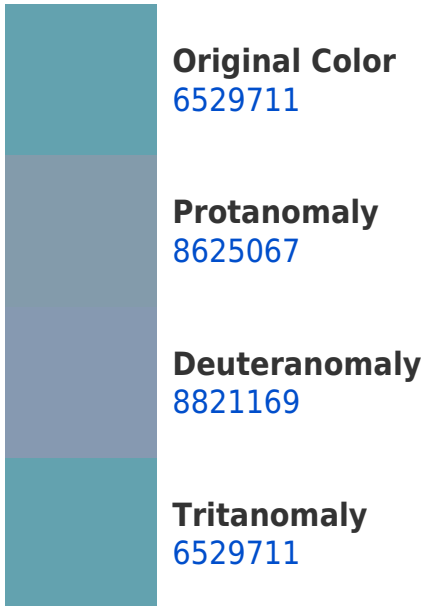 Original Color
6529711
Protanomaly
8625067
Deuteranomaly
8821169
Tritanomaly
6529711